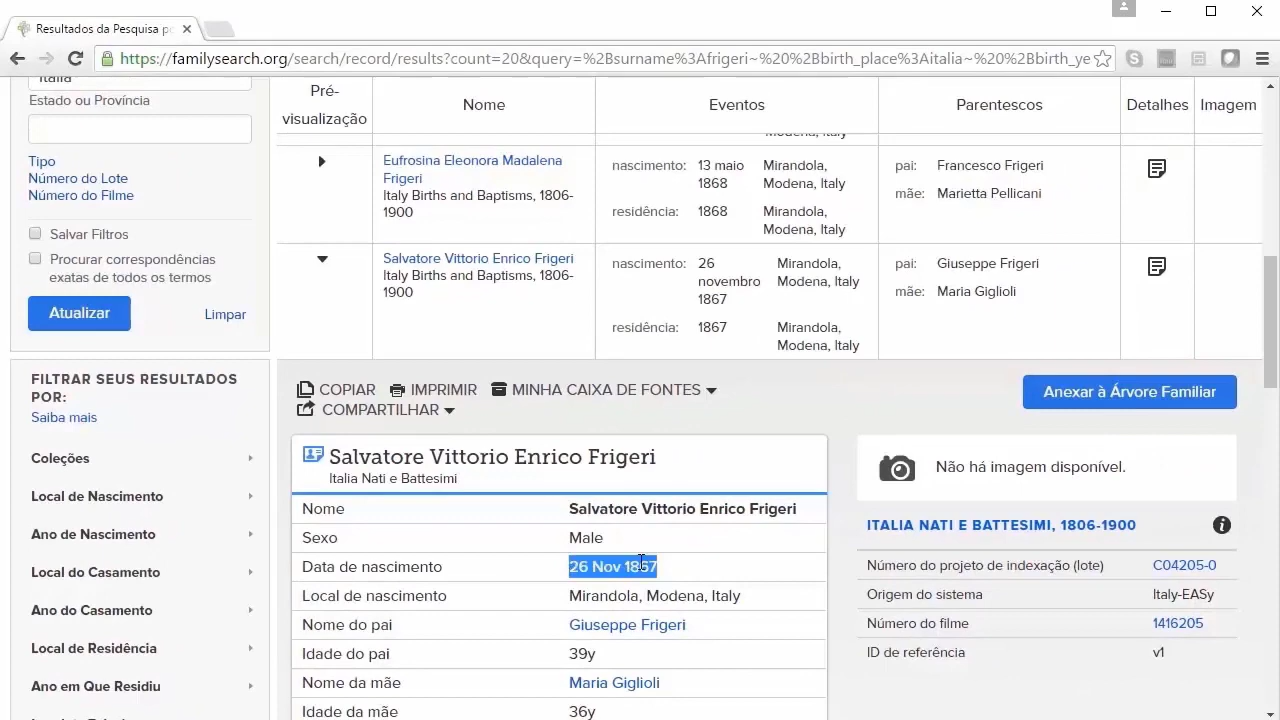 Resultados da Pesquisa po
https://familysearch.org/search/record/results?count=20&query=%2Bsurname%3Afrigeri~%20%2Bbirth_place%3Aitalia~%20%2Bbirth_ye
Italia
Estado ou Província
Tipo
Número do Lote
Número do Filme
Salvar Filtros
Procurar correspondências
exatas de todos os termos
Atualizar
Limpar
FILTRAR SEUS RESULTADOS
POR:
Saiba mais
Coleções
Local de Nascimento
Ano de Nascimento
Local do Casamento
Ano do Casamento
Local de Residência
Ano em Que Residiu
Pré-
visualização
Nome
Eventos
Parentescos
Detalhes
Imagem
Modena, Italy
Eufrosina Eleonora Madalena
Frigeri
Italy Births and Baptisms, 1806-
1900
nascimento: 13 maio
1868
Mirandola,
Modena, Italy
residência: 1868
Mirandola,
Modena, Italy
pai: Francesco Frigeri
mãe: Marietta Pellicani
Salvatore Vittorio Enrico Frigeri
Italy Births and Baptisms, 1806-
1900
nascimento: 26
novembro
1867
Mirandola,
Modena, Italy
residência: 1867
Mirandola,
Modena, Italy
pai: Giuseppe Frigeri
mãe: Maria Giglioli
COPIAR IMPRIMIR MINHA CAIXA DE FONTES
COMPARTILHAR
Anexar à Árvore Familiar
Salvatore Vittorio Enrico Frigeri
Italia Nati e Battesimi
Nome Salvatore Vittorio Enrico Frigeri
Sexo Male
Data de nascimento 26 Nov 1867
Local de nascimento Mirandola, Modena, Italy
Nome do pai Giuseppe Frigeri
Idade do pai 39y
Nome da mãe Maria Giglioli
Idade da mãe 36y
Não há imagem disponível.
ITALIA NATI E BATTESIMI, 1806-1900
Número do projeto de indexação (lote) C04205-0
Origem do sistema Italy-EASy
Número do filme 1416205
ID de referência v1